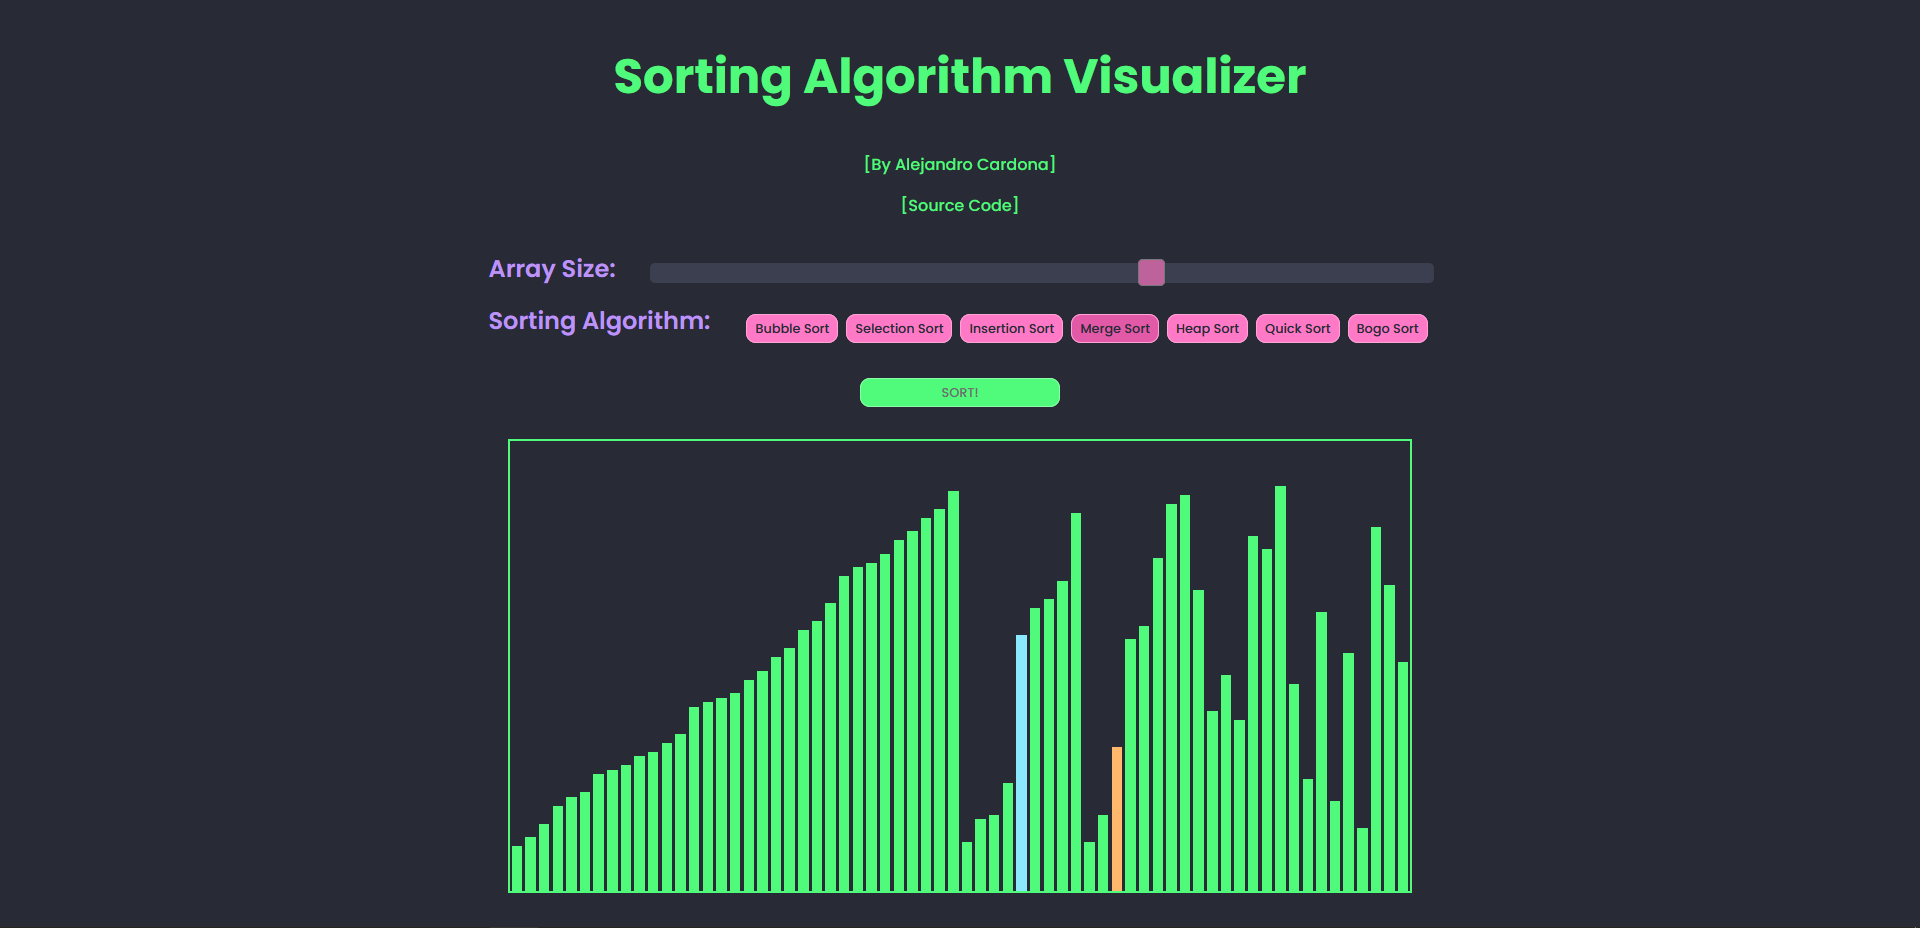 Sorting Algorithm Visualizer
[By Alejandro Cardona]
[Source Code]
Array Size:
Sorting Algorithm:
Bubble Sort Selection Sort Insertion Sort Merge Sort Heap Sort Quick Sort Bogo Sort
SORT!